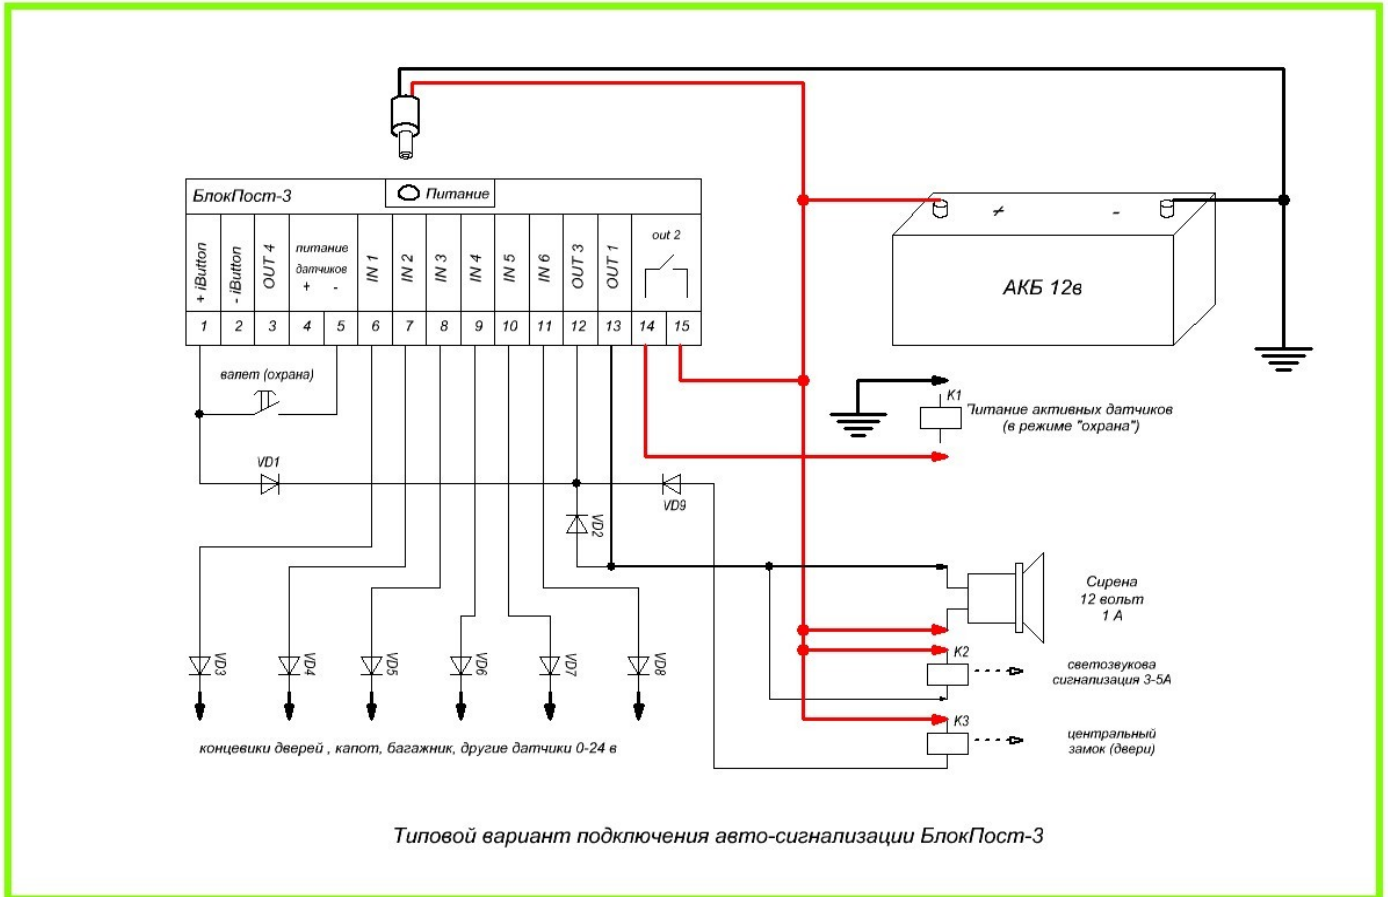 БлокПост-3
Питание
+ iButton
- iButton
OUT 4
питание
датчиков
+ -
IN 1
IN 2
IN 3
IN 4
IN 5
IN 6
OUT 3
OUT 1
out 2
1 2 3 4 5 6 7 8 9 10 11 12 13 14 15
+ -
АКБ 12в
валет (охрана)
K1
Питание активных датчиков
(в режиме "охрана")
VD1
VD9
VD2
Сирена
12 вольт
1 А
VD3
VD4
VD5
VD6
VD7
VD8
K2
светозвукова
сигнализация 3-5А
K3
центральный
замок (двери)
концевики дверей , капот, багажник, другие датчики 0-24 в
Типовой вариант подключения авто-сигнализации БлокПост-3